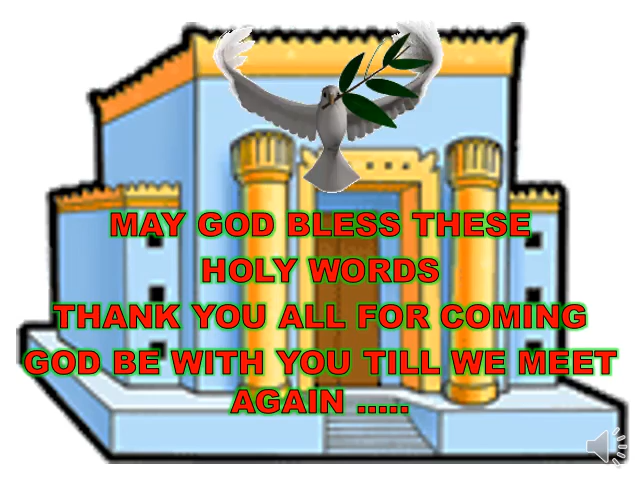 MAY GOD BLESS THESE
HOLY WORDS
THANK YOU ALL FOR COMING
GOD BE WITH YOU TILL WE MEET
AGAIN .....